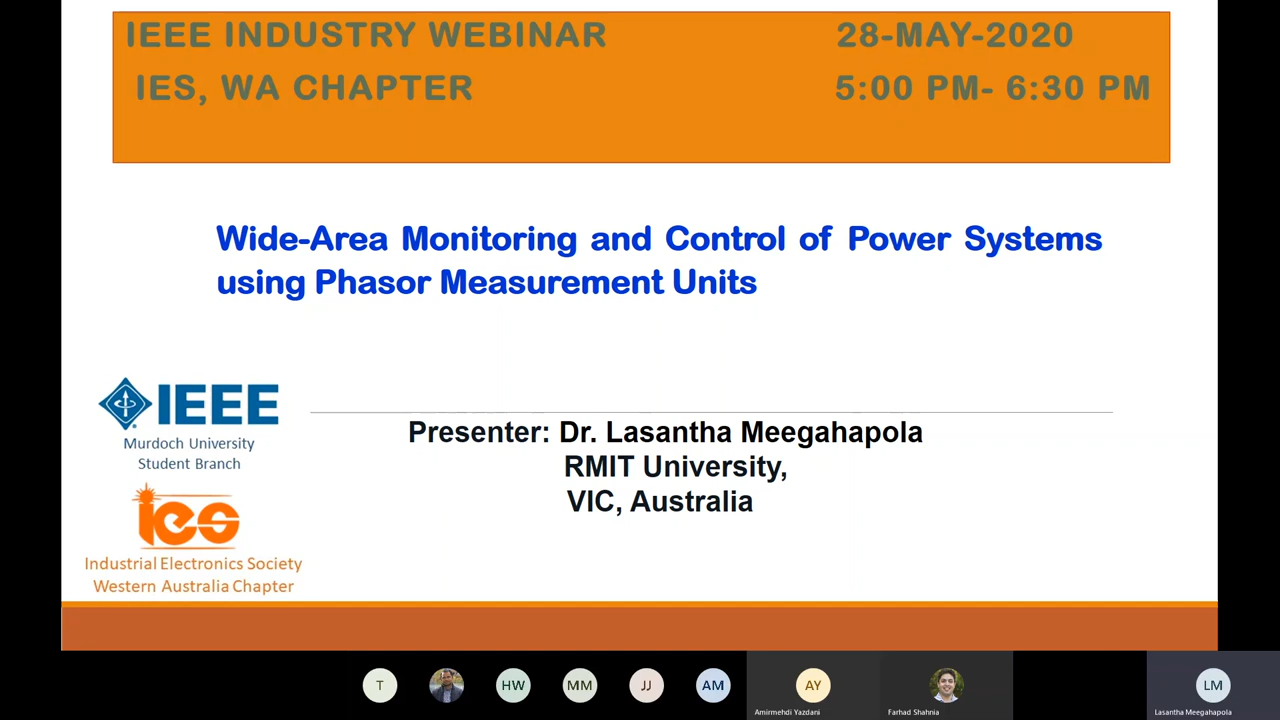 IEEE INDUSTRY WEBINAR 28-MAY-2020
IES, WA CHAPTER 5:00 PM- 6:30 PM
Wide-Area Monitoring and Control of Power Systems
using Phasor Measurement Units
IEEE
Murdoch University
Student Branch
ies
Industrial Electronics Society
Western Australia Chapter
Presenter: Dr. Lasantha Meegahapola
RMIT University,
VIC, Australia
T
HW
MM
JJ
AM
AY
Amirmehdi Yazdani
Farhad Shahnia
LM
Lasantha Meegahapola